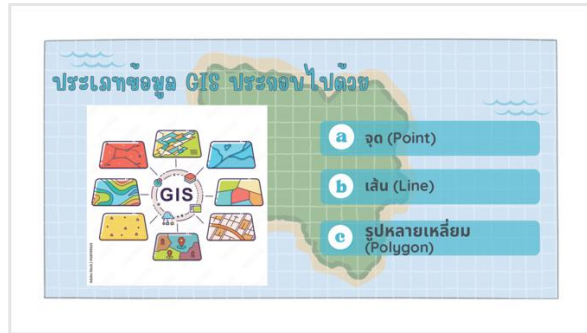 ประเภทข้อมูล GIS ประกอบไปด้วย
GIS
a จุด (Point)
b เส้น (Line)
c รูปหลายเหลี่ยม
(Polygon)